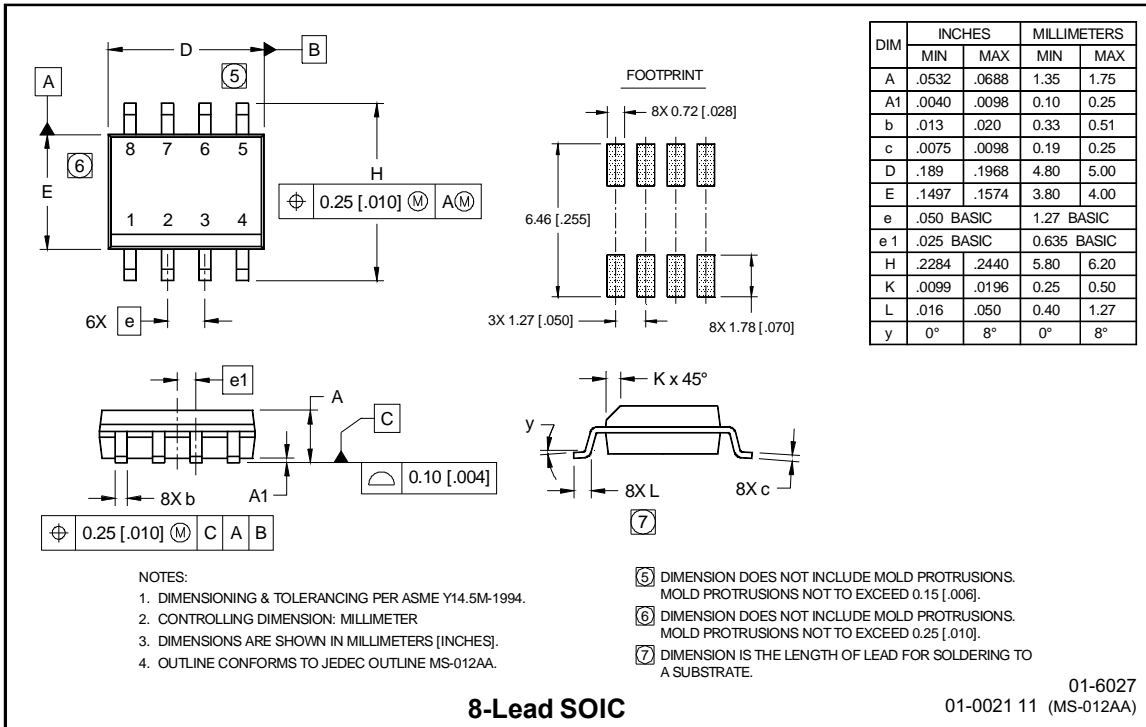 D
B
5
A
8 7 6 5
6
E
H
⌖ 0.25 [.010] Ⓜ AⓂ
1 2 3 4
6X e
FOOTPRINT
8X 0.72 [.028]
6.46 [.255]
3X 1.27 [.050]
8X 1.78 [.070]
DIM INCHES MILLIMETERS
MIN MAX MIN MAX
A .0532 .0688 1.35 1.75
A1 .0040 .0098 0.10 0.25
b .013 .020 0.33 0.51
c .0075 .0098 0.19 0.25
D .189 .1968 4.80 5.00
E .1497 .1574 3.80 4.00
e .050 BASIC 1.27 BASIC
e 1 .025 BASIC 0.635 BASIC
H .2284 .2440 5.80 6.20
K .0099 .0196 0.25 0.50
L .016 .050 0.40 1.27
y 0° 8° 0° 8°
e1
A
C
⌓ 0.10 [.004]
8X b
A1
⌖ 0.25 [.010] Ⓜ C A B
K x 45°
y
8X L
8X c
7
NOTES:
1. DIMENSIONING & TOLERANCING PER ASME Y14.5M-1994.
2. CONTROLLING DIMENSION: MILLIMETER
3. DIMENSIONS ARE SHOWN IN MILLIMETERS [INCHES].
4. OUTLINE CONFORMS TO JEDEC OUTLINE MS-012AA.
5 DIMENSION DOES NOT INCLUDE MOLD PROTRUSIONS.
MOLD PROTRUSIONS NOT TO EXCEED 0.15 [.006].
6 DIMENSION DOES NOT INCLUDE MOLD PROTRUSIONS.
MOLD PROTRUSIONS NOT TO EXCEED 0.25 [.010].
7 DIMENSION IS THE LENGTH OF LEAD FOR SOLDERING TO
A SUBSTRATE.
8-Lead SOIC
01-6027
01-0021 11 (MS-012AA)